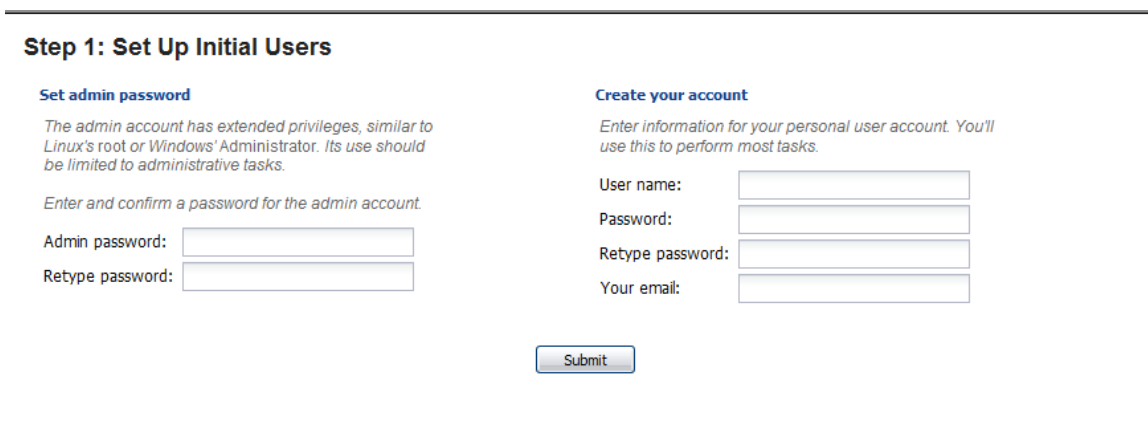 Step 1: Set Up Initial Users
Set admin password
The admin account has extended privileges, similar to
Linux's root or Windows' Administrator. Its use should
be limited to administrative tasks.
Enter and confirm a password for the admin account.
Admin password:
Retype password:
Create your account
Enter information for your personal user account. You'll
use this to perform most tasks.
User name:
Password:
Retype password:
Your email:
Submit